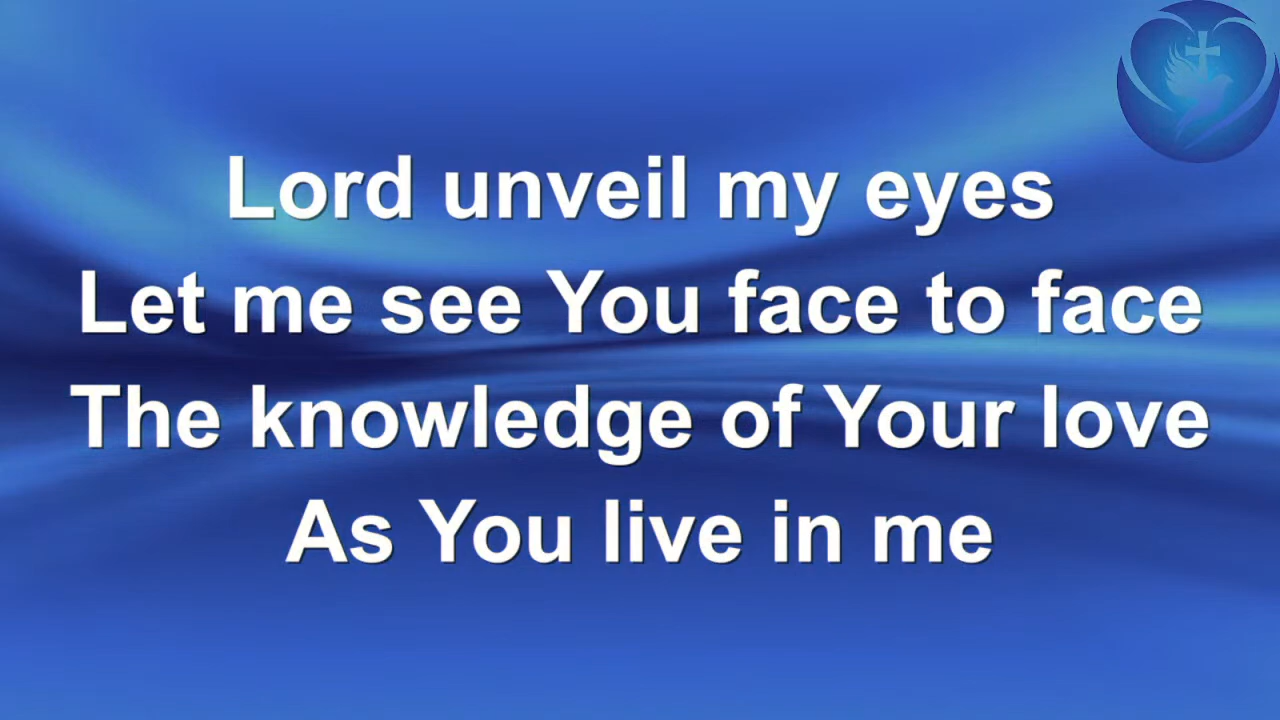 Lord unveil my eyes
Let me see You face to face
The knowledge of Your love
As You live in me